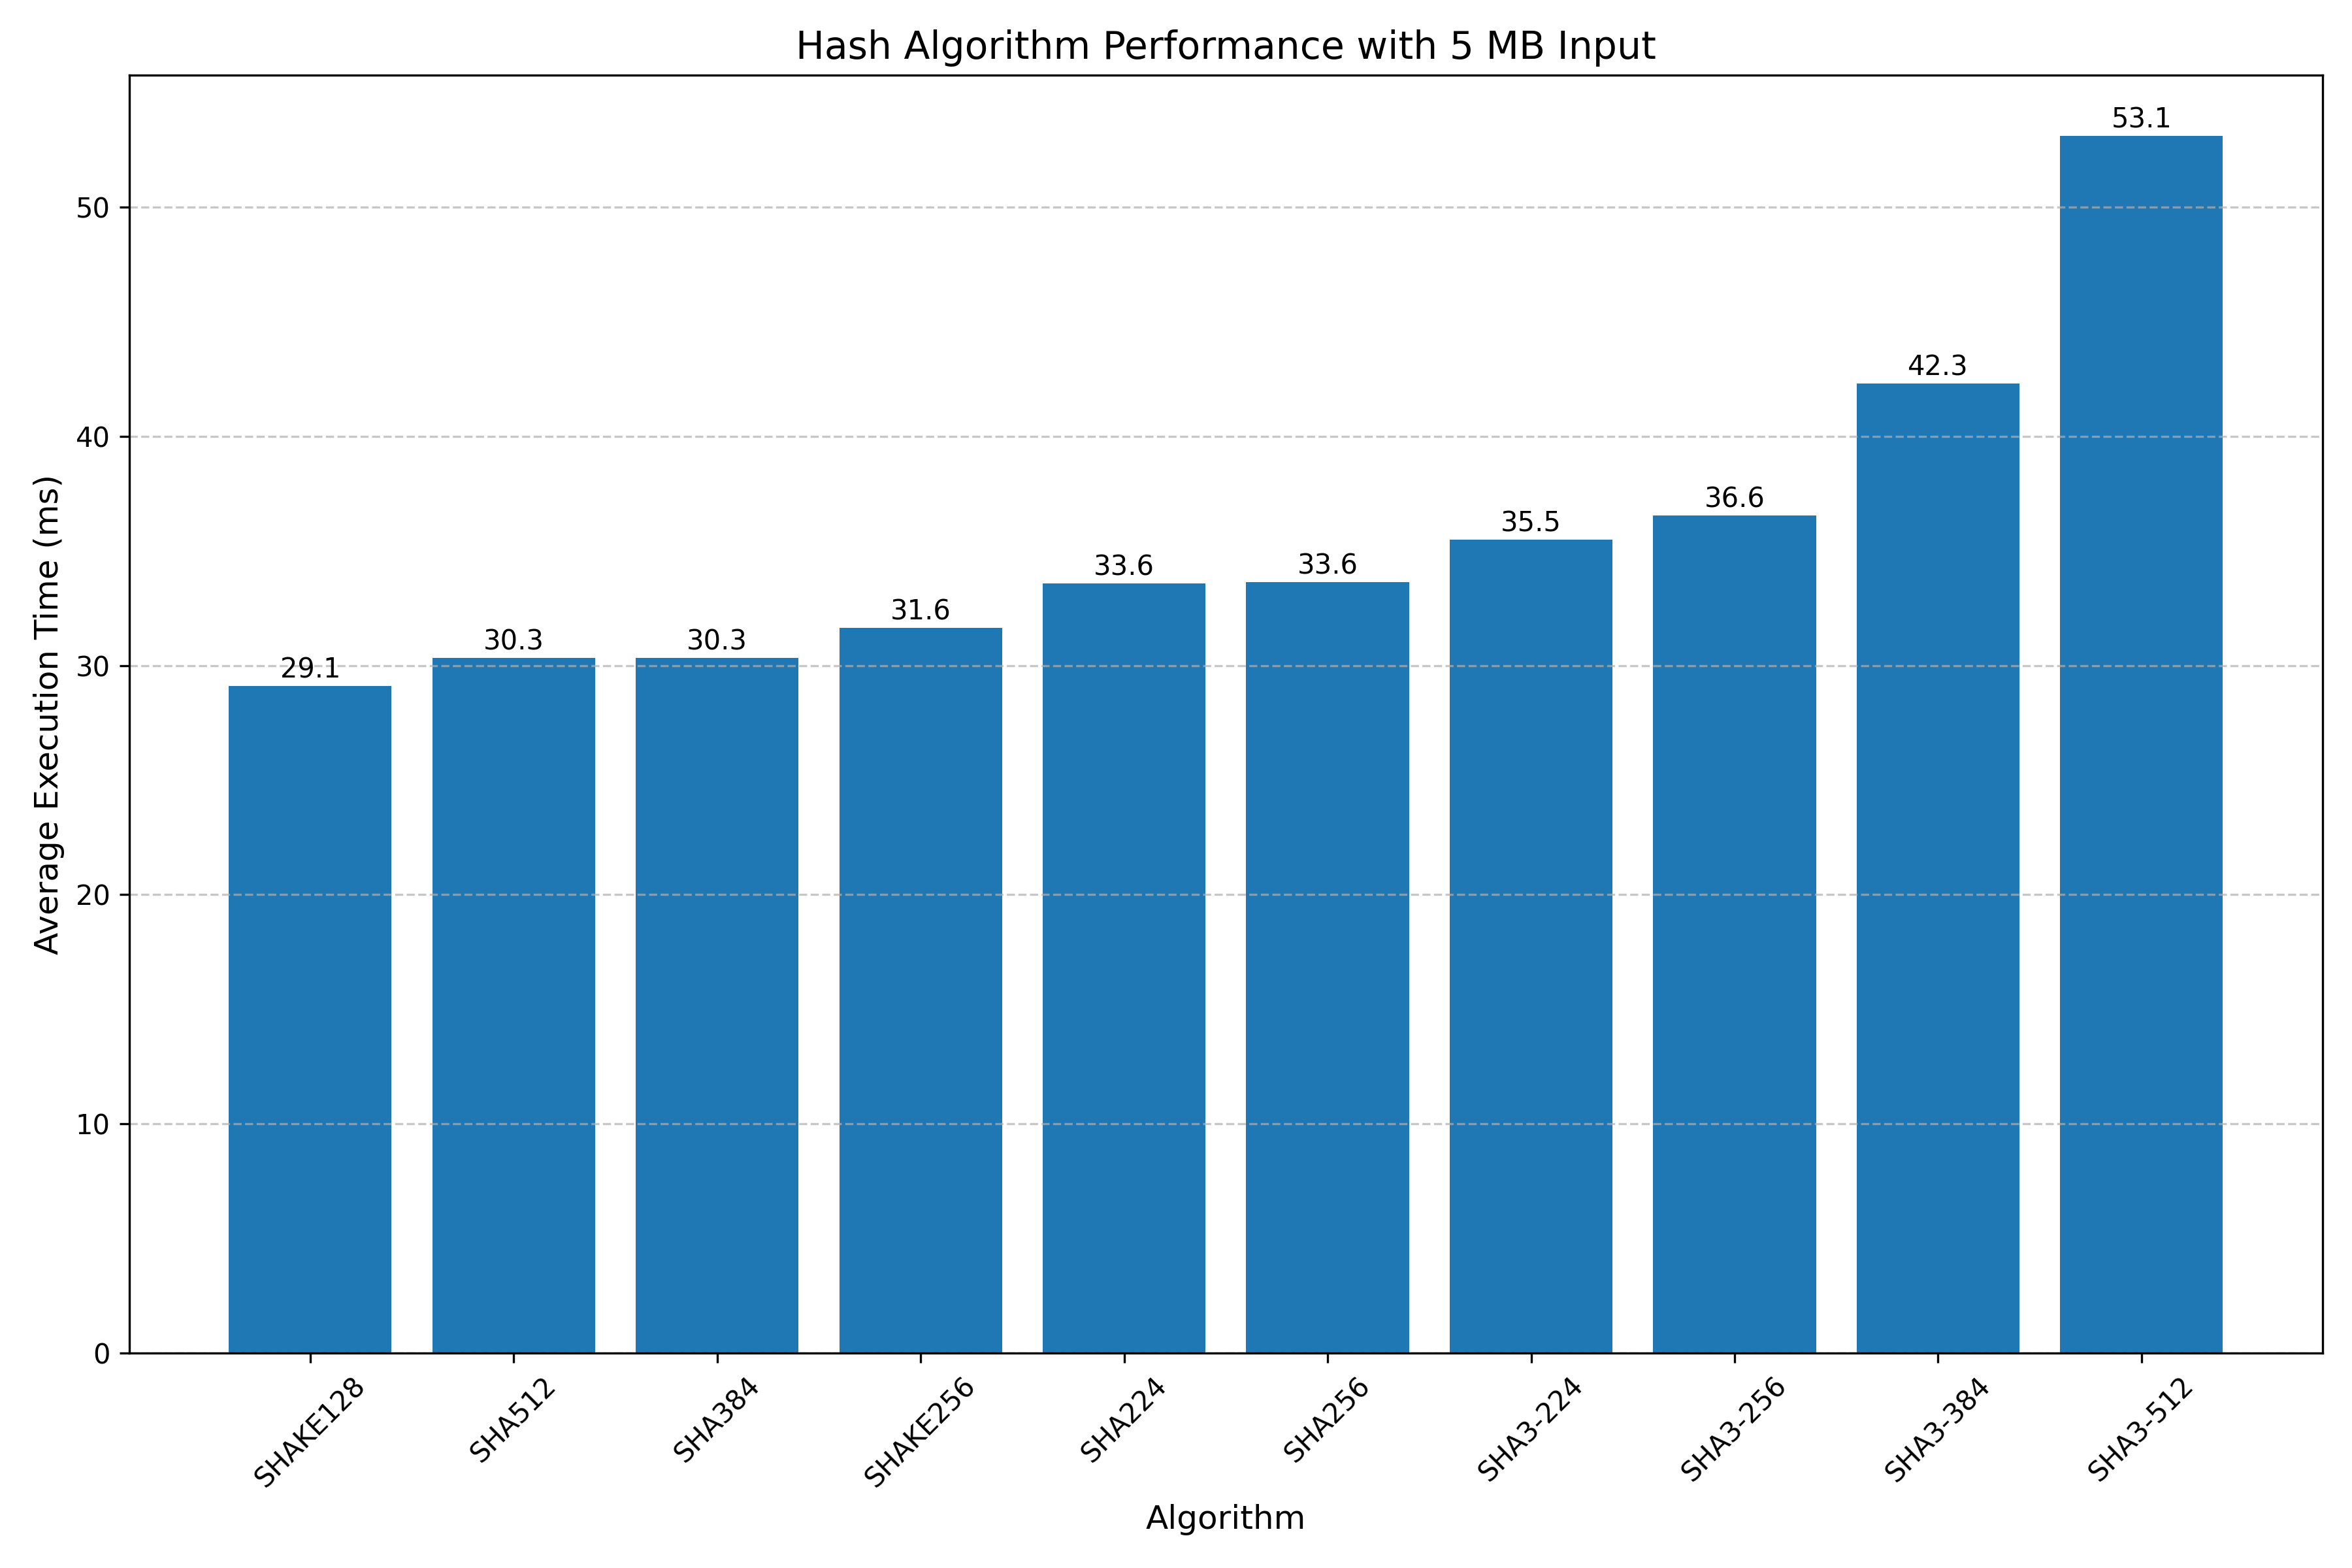 Hash Algorithm Performance with 5 MB Input
Average Execution Time (ms)
50
40
30
20
10
0
29.1
30.3
30.3
31.6
33.6
33.6
35.5
36.6
42.3
53.1
SHAKE128
SHA512
SHA384
SHAKE256
SHA224
SHA256
SHA3-224
SHA3-256
SHA3-384
SHA3-512
Algorithm